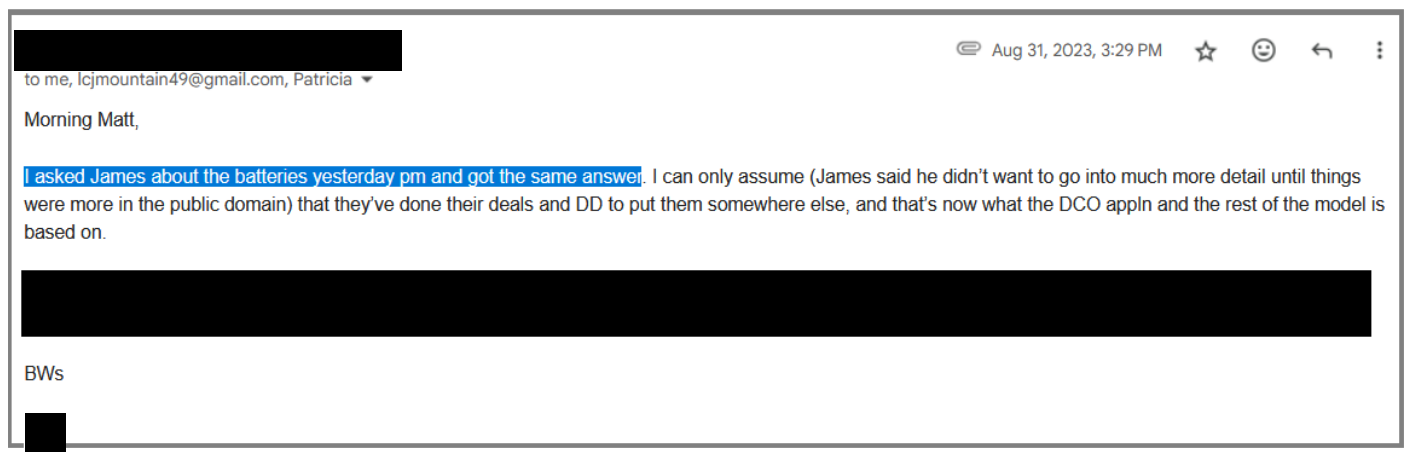 Aug 31, 2023, 3:29 PM
to me, lcjmountain49@gmail.com, Patricia
Morning Matt,
I asked James about the batteries yesterday pm and got the same answer. I can only assume (James said he didn’t want to go into much more detail until things
were more in the public domain) that they’ve done their deals and DD to put them somewhere else, and that’s now what the DCO appln and the rest of the model is
based on.
BWs